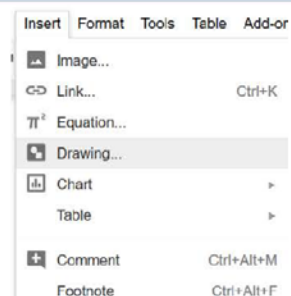 Insert Format Tools Table Add-or
Image...
Link... Ctrl+K
π² Equation...
Drawing...
Chart
Table
Comment Ctrl+Alt+M
Footnote Ctrl+Alt+F